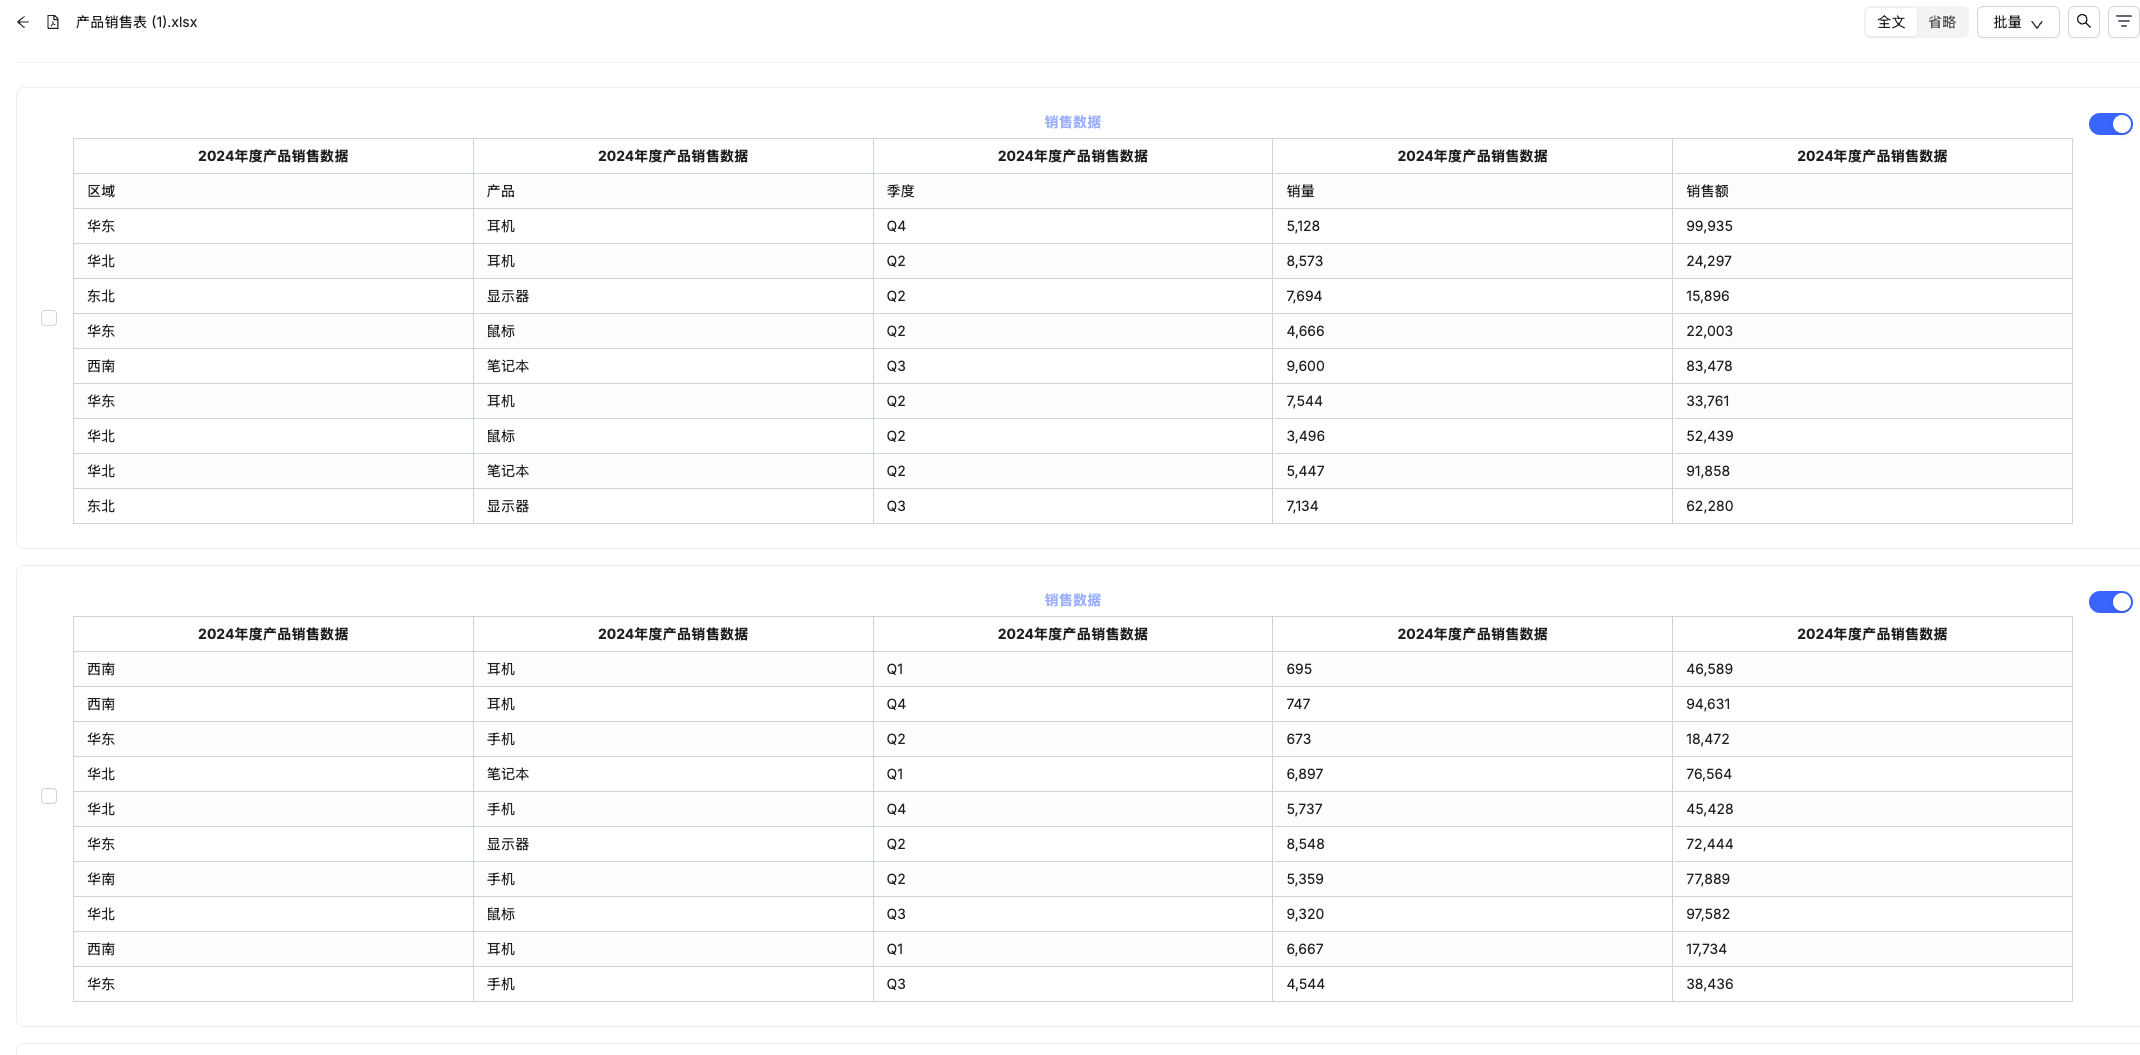 产品销售表 (1).xlsx 全文 省略 批量
销售数据
2024年度产品销售数据 2024年度产品销售数据 2024年度产品销售数据 2024年度产品销售数据 2024年度产品销售数据
区域 产品 季度 销量 销售额
华东 耳机 Q4 5,128 99,935
华北 耳机 Q2 8,573 24,297
东北 显示器 Q2 7,694 15,896
华东 鼠标 Q2 4,666 22,003
西南 笔记本 Q3 9,600 83,478
华东 耳机 Q2 7,544 33,761
华北 鼠标 Q2 3,496 52,439
华北 笔记本 Q2 5,447 91,858
东北 显示器 Q3 7,134 62,280
销售数据
2024年度产品销售数据 2024年度产品销售数据 2024年度产品销售数据 2024年度产品销售数据 2024年度产品销售数据
西南 耳机 Q1 695 46,589
西南 耳机 Q4 747 94,631
华东 手机 Q2 673 18,472
华北 笔记本 Q1 6,897 76,564
华北 手机 Q4 5,737 45,428
华东 显示器 Q2 8,548 72,444
华南 手机 Q2 5,359 77,889
华北 鼠标 Q3 9,320 97,582
西南 耳机 Q1 6,667 17,734
华东 手机 Q3 4,544 38,436